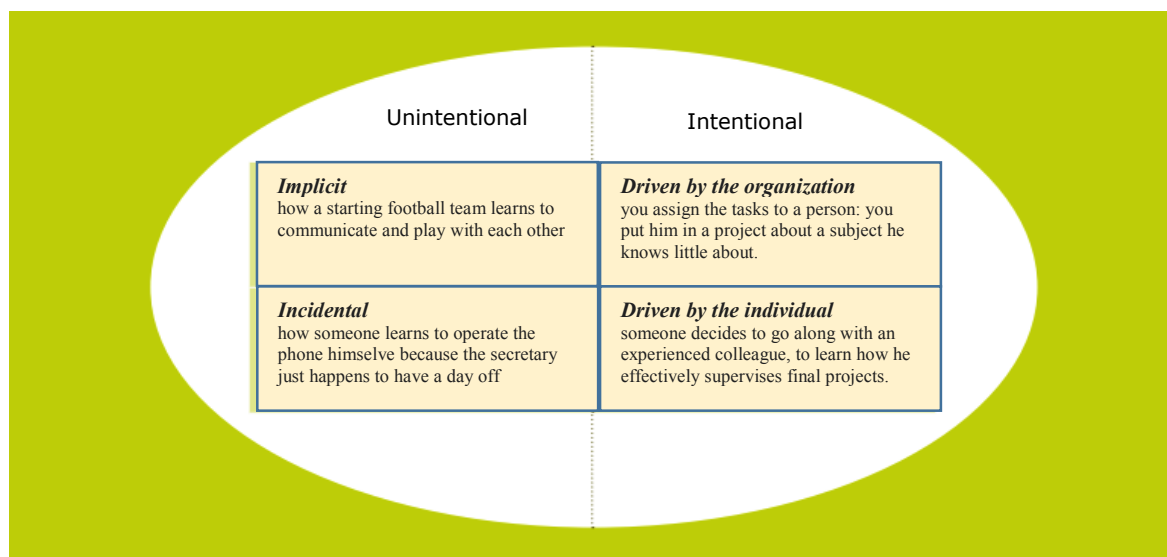 Unintentional
Intentional
Implicit
how a starting football team learns to
communicate and play with each other
Driven by the organization
you assign the tasks to a person: you
put him in a project about a subject he
knows little about.
Incidental
how someone learns to operate the
phone himselve because the secretary
just happens to have a day off
Driven by the individual
someone decides to go along with an
experienced colleague, to learn how he
effectively supervises final projects.